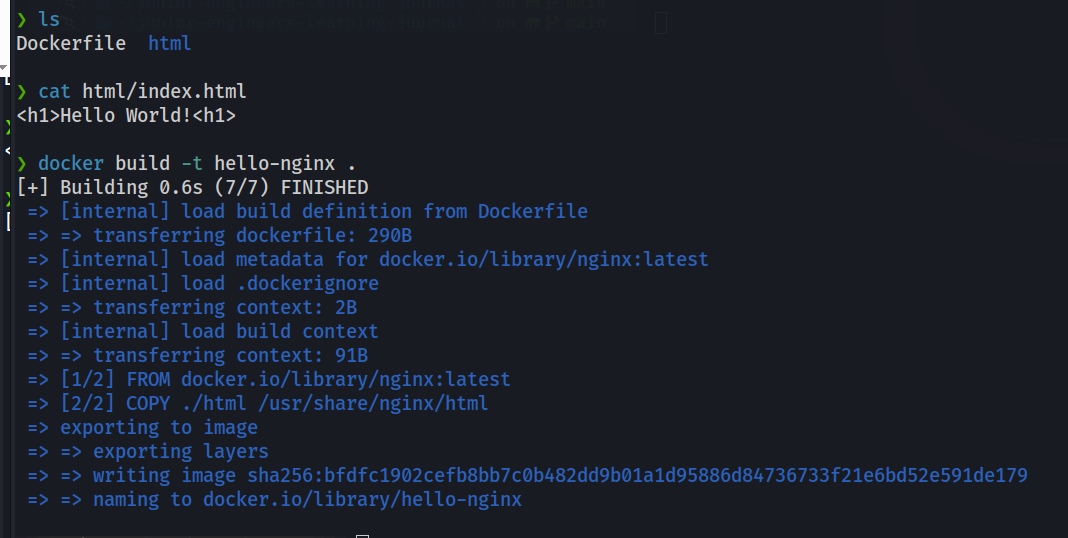 ❯ ls
Dockerfile  html
❯ cat html/index.html
<h1>Hello World!<h1>
❯ docker build -t hello-nginx .
[+] Building 0.6s (7/7) FINISHED
=> [internal] load build definition from Dockerfile
=> => transferring dockerfile: 290B
=> [internal] load metadata for docker.io/library/nginx:latest
=> [internal] load .dockerignore
=> => transferring context: 2B
=> [internal] load build context
=> => transferring context: 91B
=> [1/2] FROM docker.io/library/nginx:latest
=> [2/2] COPY ./html /usr/share/nginx/html
=> exporting to image
=> => exporting layers
=> => writing image sha256:bfdfc1902cefb8bb7c0b482dd9b01a1d95886d84736733f21e6bd52e591de179
=> => naming to docker.io/library/hello-nginx